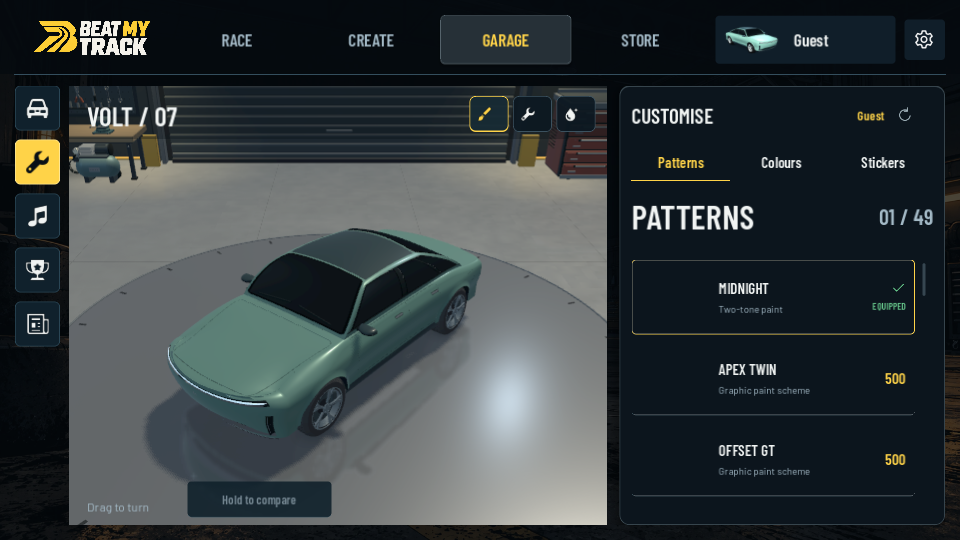 BEAT MY
TRACK
RACE
CREATE
GARAGE
STORE
Guest
VOLT / 07
CUSTOMISE
Guest
Patterns
Colours
Stickers
PATTERNS
01 / 49
MIDNIGHT
Two-tone paint
EQUIPPED
APEX TWIN
Graphic paint scheme
500
OFFSET GT
Graphic paint scheme
500
Hold to compare
Drag to turn